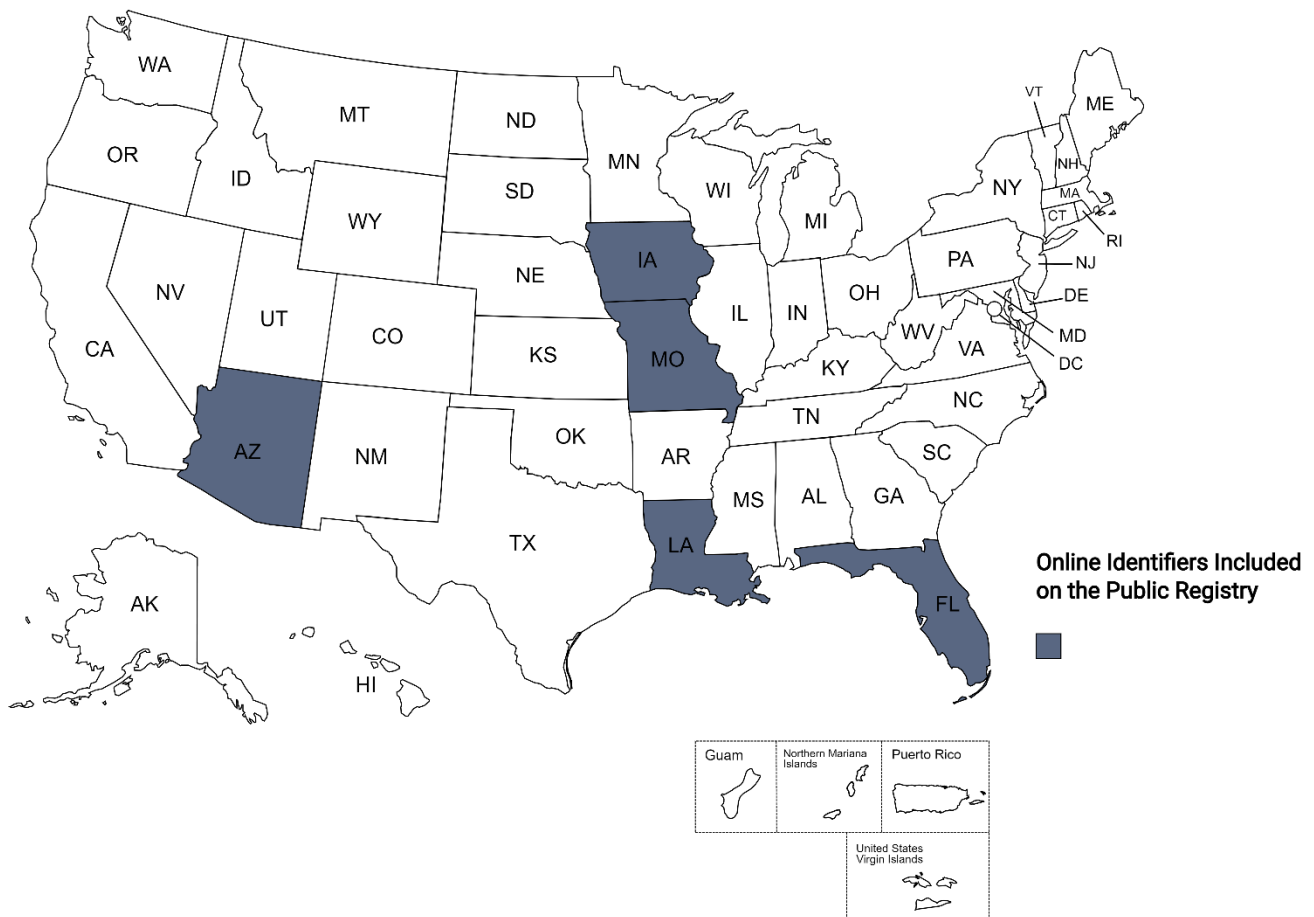 WA
MT
ND
MN
VT
ME
OR
ID
SD
WI
NH
NY
MA
WY
MI
CT
RI
IA
PA
NJ
NE
NV
OH
DE
UT
IL
IN
CO
WV
MD
CA
KS
MO
VA
DC
KY
NC
TN
AZ
OK
NM
AR
SC
MS
AL
GA
TX
LA
Online Identifiers Included
on the Public Registry
AK
FL
HI
Guam
Northern Mariana
Islands
Puerto Rico
United States
Virgin Islands